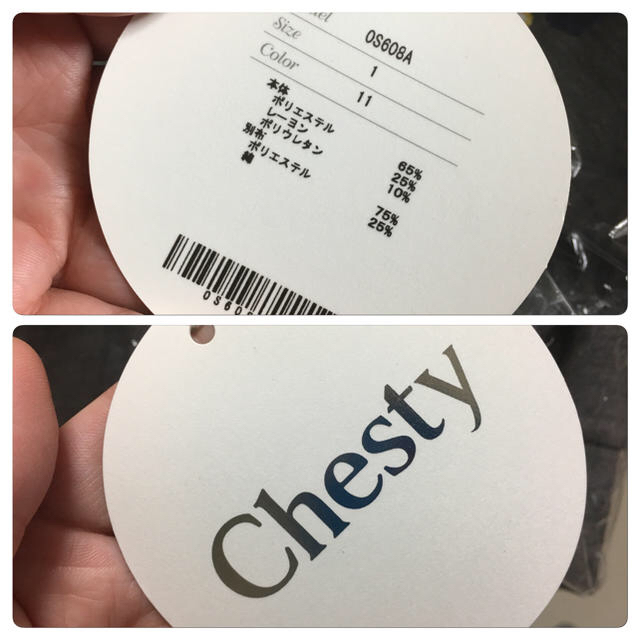 OS608A
Size
1
Color
11
本体
ポリエステル 65%
レーヨン 25%
ポリウレタン 10%
別布
ポリエステル 75%
綿 25%
Chesty